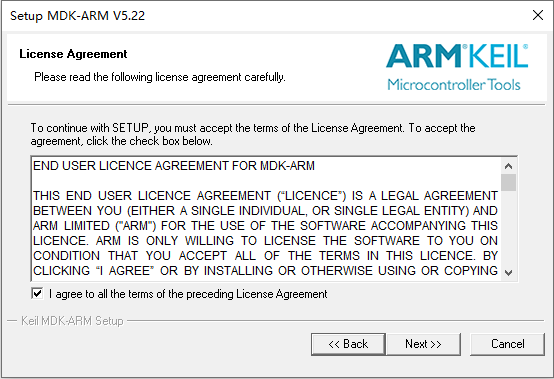 Setup MDK-ARM V5.22
License Agreement
Please read the following license agreement carefully.
ARM®KEIL®
Microcontroller Tools
To continue with SETUP, you must accept the terms of the License Agreement. To accept the
agreement, click the check box below.
END USER LICENCE AGREEMENT FOR MDK-ARM
THIS END USER LICENCE AGREEMENT (“LICENCE”) IS A LEGAL AGREEMENT
BETWEEN YOU (EITHER A SINGLE INDIVIDUAL, OR SINGLE LEGAL ENTITY) AND
ARM LIMITED ("ARM") FOR THE USE OF THE SOFTWARE ACCOMPANYING THIS
LICENCE. ARM IS ONLY WILLING TO LICENSE THE SOFTWARE TO YOU ON
CONDITION THAT YOU ACCEPT ALL OF THE TERMS IN THIS LICENCE. BY
CLICKING “I AGREE” OR BY INSTALLING OR OTHERWISE USING OR COPYING
I agree to all the terms of the preceding License Agreement
Keil MDK-ARM Setup
<< Back
Next >>
Cancel